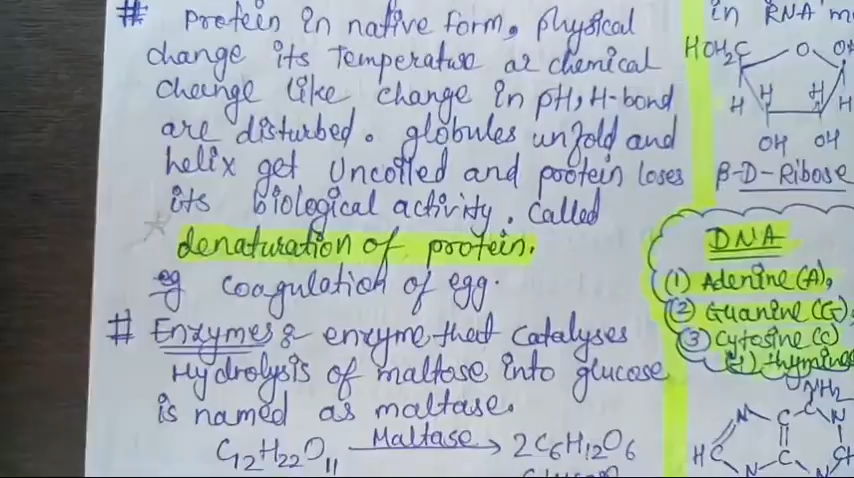 # Protein in native form, physical
change its Temperature or chemical
change like change in pH, H-bond
are disturbed. globules unfold and
helix get Uncoiled and protein loses
its biological activity. Called
denaturation of protein.
eg coagulation of egg.
# Enzymes : enzyme that catalyses
Hydrolysis of maltose into glucose
is named as maltase.
C12H22O11 Maltase → 2C6H12O6
in RNA
HOH2C O OH
H H H H
OH OH
β-D-Ribose
DNA
(1) Adenine (A),
(2) Guanine (G),
(3) Cytosine (C)
(4) thymine
NH2
N C C N
HC C CH
N N